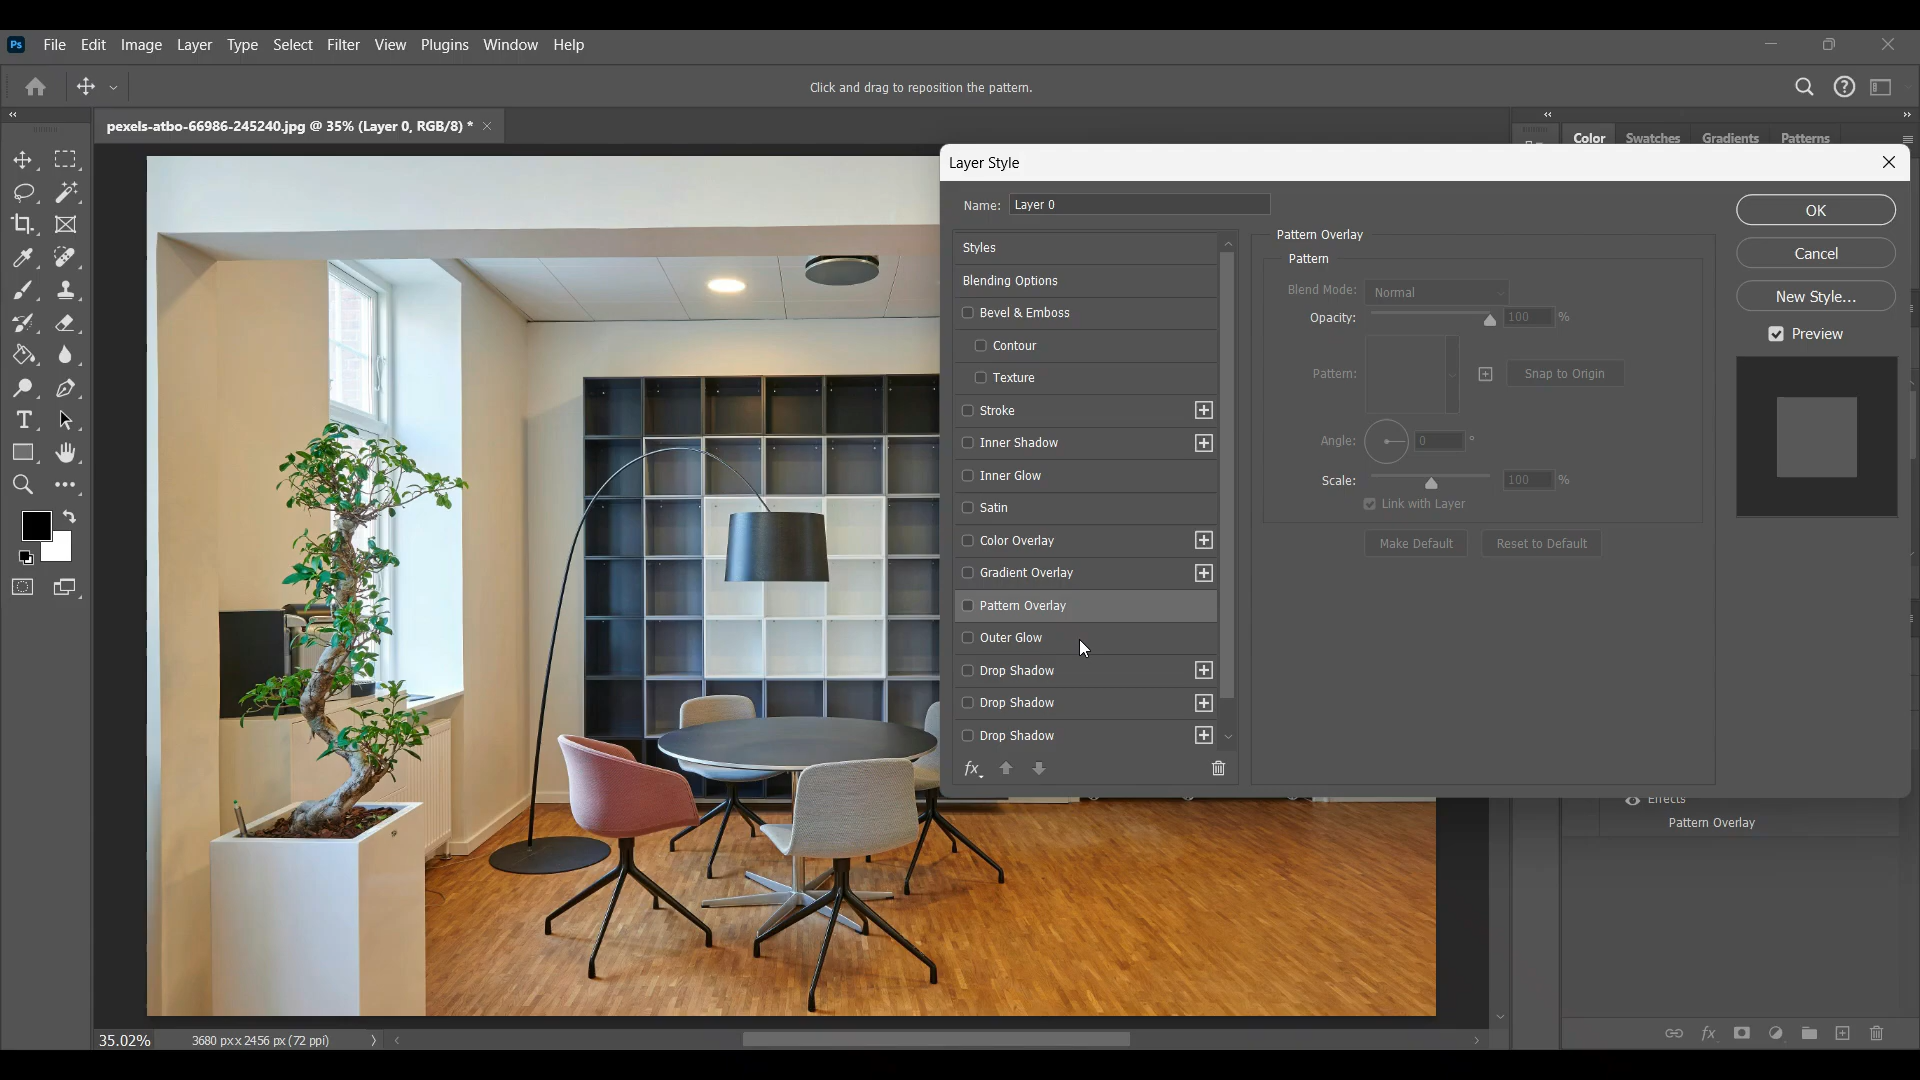 Ps File Edit Image Layer Type Select Filter View Plugins Window Help
Click and drag to reposition the pattern.
pexels-atbo-66986-245240.jpg @ 35% (Layer 0, RGB/8) *
Color Swatches Gradients Patterns
Layer Style
Name: Layer 0
Styles
Blending Options
Bevel & Emboss
Contour
Texture
Stroke
Inner Shadow
Inner Glow
Satin
Color Overlay
Gradient Overlay
Pattern Overlay
Outer Glow
Drop Shadow
Drop Shadow
Drop Shadow
fx
Pattern Overlay
Pattern
Blend Mode: Normal
Opacity: 100 %
Pattern: Snap to Origin
Angle: 0 °
Scale: 100 %
Link with Layer
Make Default Reset to Default
OK
Cancel
New Style...
Preview
Effects
Pattern Overlay
fx
35.02% 3680 px x 2456 px (72 ppi)